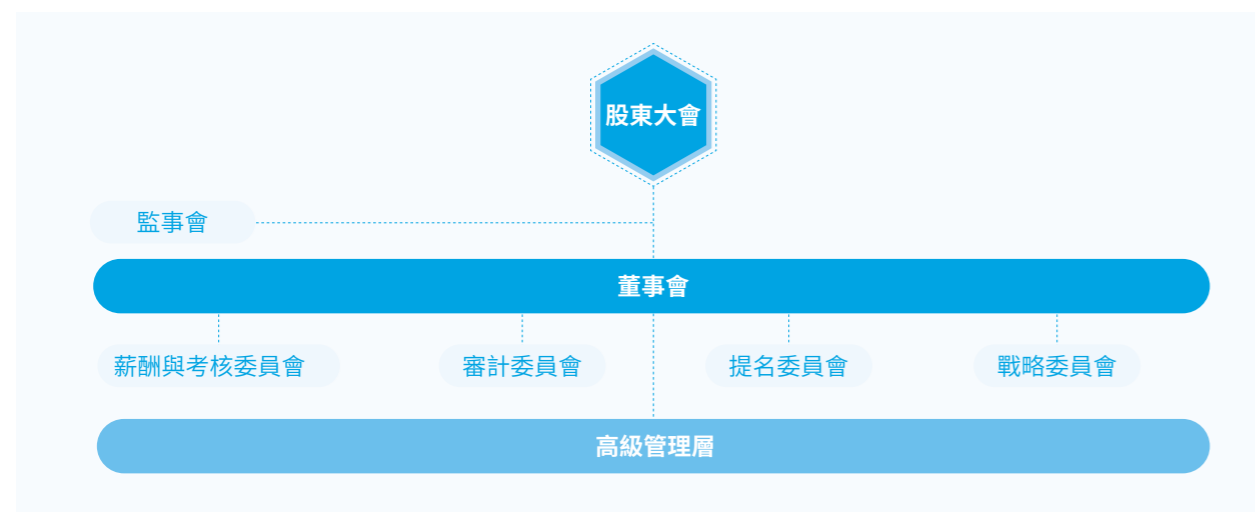 股東大會
監事會
董事會
薪酬與考核委員會
審計委員會
提名委員會
戰略委員會
高級管理層